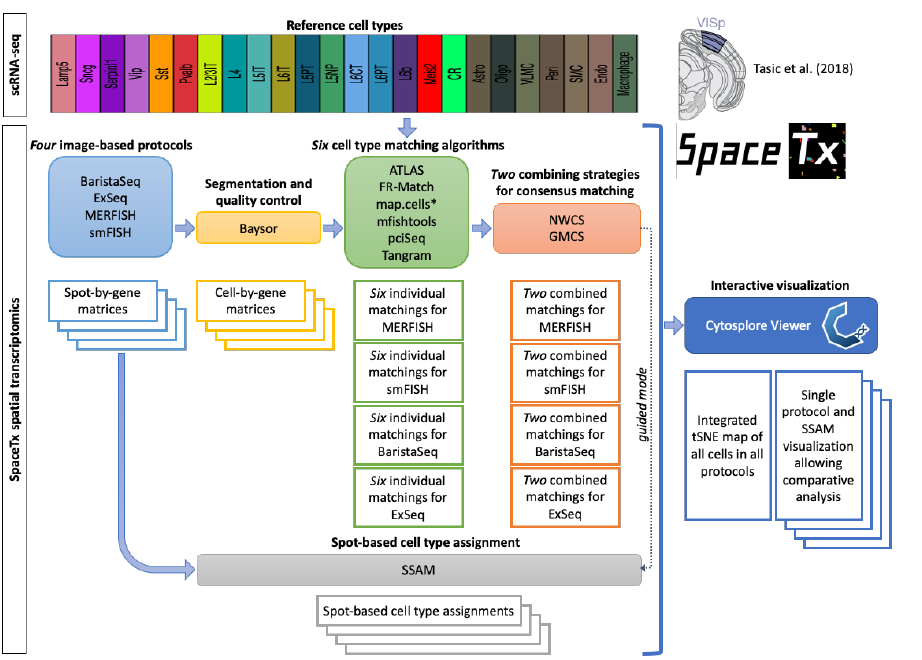 scRNA-seq
Reference cell types
Lamp5
Sncg
Serpinf1
Vip
Sst
Pvalb
L2/3 IT
L4
L5 IT
L6 IT
L5PT
L5NP
L6CT
L6PT
L6b
Meis2
CR
Astro
Oligo
VLMC
Peri
SMC
Endo
Macrophage
VISp
Tasic et al. (2018)
SpaceTx
SpaceTx spatial transcriptomics
Four image-based protocols
BaristaSeq
ExSeq
MERFISH
smFISH
Segmentation and
quality control
Baysor
Six cell type matching algorithms
ATLAS
FR-Match
map.cells*
mfishtools
pciSeq
Tangram
Two combining strategies
for consensus matching
NWCS
GMCS
Spot-by-gene
matrices
Cell-by-gene
matrices
Six individual
matchings for
MERFISH
Six individual
matchings for
smFISH
Six individual
matchings for
BaristaSeq
Six individual
matchings for
ExSeq
Two combined
matchings for
MERFISH
Two combined
matchings for
smFISH
Two combined
matchings for
BaristaSeq
Two combined
matchings for
ExSeq
guided mode
Spot-based cell type assignment
SSAM
Spot-based cell type assignments
Interactive visualization
Cytosplore Viewer
Integrated
tSNE map of
all cells in all
protocols
Single
protocol and
SSAM
visualization
allowing
comparative
analysis